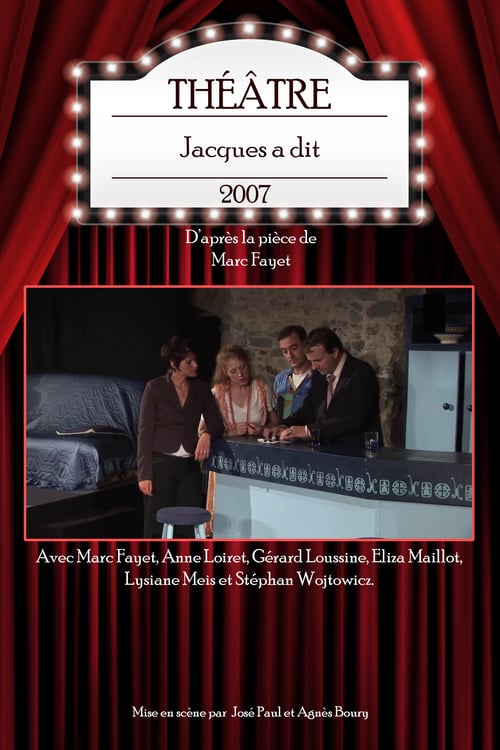 THÉÂTRE
Jacques a dit
2007
D'après la pièce de
Marc Fayet
Avec Marc Fayet, Anne Loiret, Gérard Loussine, Eliza Maillot,
Lysiane Meis et Stéphan Wojtowicz.
Mise en scène par José Paul et Agnès Boury